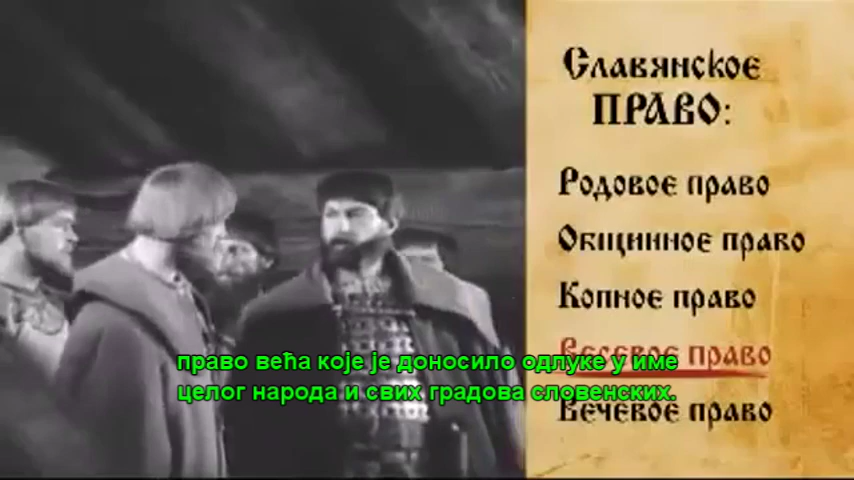 Славянское
ПРАВО:
Родовое право
Общинное право
Копное право
Весевое право
Вечевое право
право већа које је доносило одлуке у име
целог народа и свих градова словенских.